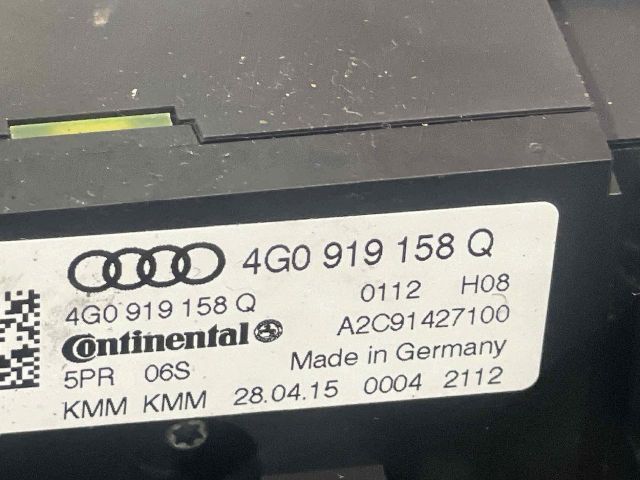 4G0 919 158 Q
4G0 919 158 Q 0112 H08
Continental A2C91427100
5PR 06S Made in Germany
KMM KMM 28.04.15 0004 2112